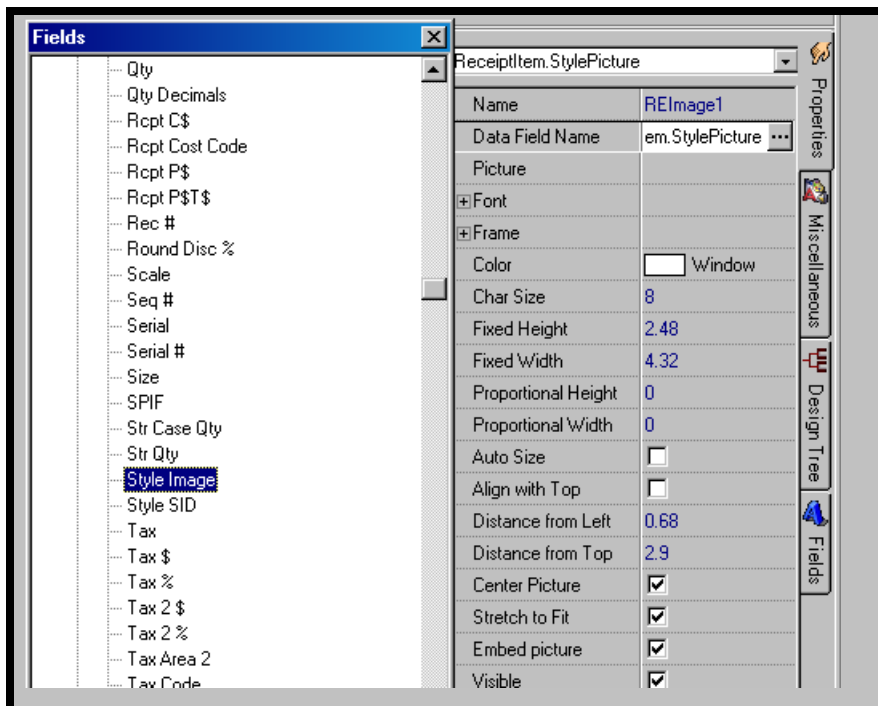 Fields
Qty
Qty Decimals
Rcpt C$
Rcpt Cost Code
Rcpt P$
Rcpt P$T$
Rec #
Round Disc %
Scale
Seq #
Serial
Serial #
Size
SPIF
Str Case Qty
Str Qty
Style Image
Style SID
Tax
Tax $
Tax %
Tax 2 $
Tax 2 %
Tax Area 2
Tax Code
ReceiptItem.StylePicture
Name REImage1
Data Field Name em.StylePicture ...
Picture
Font
Frame
Color Window
Char Size 8
Fixed Height 2.48
Fixed Width 4.32
Proportional Height 0
Proportional Width 0
Auto Size
Align with Top
Distance from Left 0.68
Distance from Top 2.9
Center Picture
Stretch to Fit
Embed picture
Visible
Properties
Miscellaneous
Design Tree
Fields